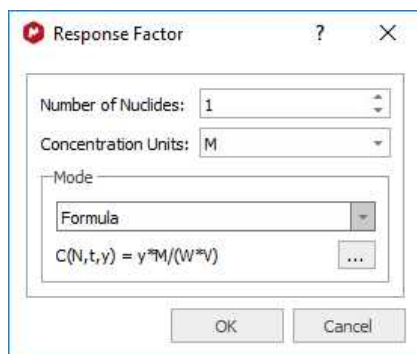 Response Factor ?
Number of Nuclides: 1
Concentration Units: M
Mode
Formula
C(N,t,y) = y*M/(W*V) ...
OK Cancel